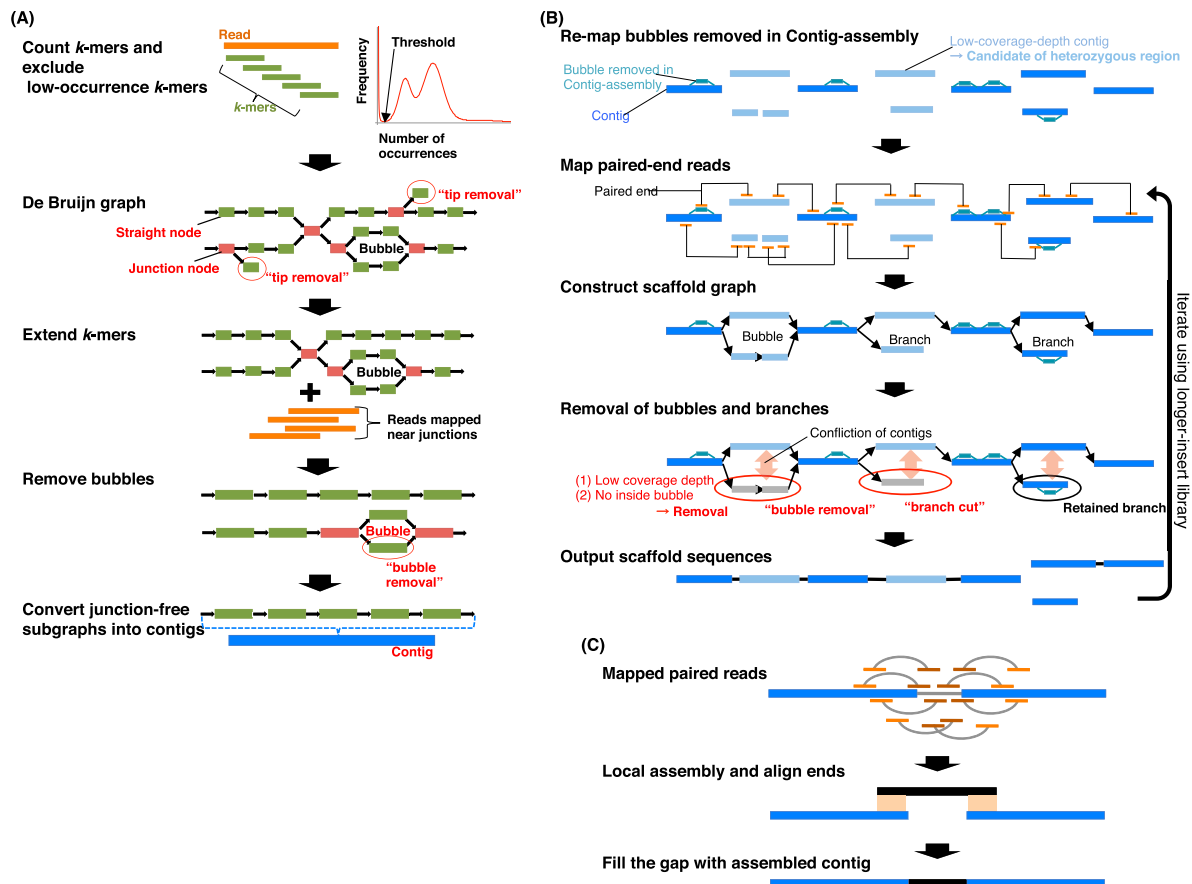 (A)
Count k-mers and
exclude
low-occurrence k-mers
Read
k-mers
Frequency
Threshold
Number of
occurrences
De Bruijn graph
"tip removal"
Straight node
Bubble
Junction node
"tip removal"
Extend k-mers
Bubble
Reads mapped
near junctions
Remove bubbles
Bubble
"bubble
removal"
Convert junction-free
subgraphs into contigs
Contig
(B)
Re-map bubbles removed in Contig-assembly
Low-coverage-depth contig
→ Candidate of heterozygous region
Bubble removed in
Contig-assembly
Contig
Map paired-end reads
Paired end
Construct scaffold graph
Bubble
Branch
Branch
Removal of bubbles and branches
Confliction of contigs
(1) Low coverage depth
(2) No inside bubble
→ Removal
"bubble removal"
"branch cut"
Retained branch
Output scaffold sequences
Iterate using longer-insert library
(C)
Mapped paired reads
Local assembly and align ends
Fill the gap with assembled contig